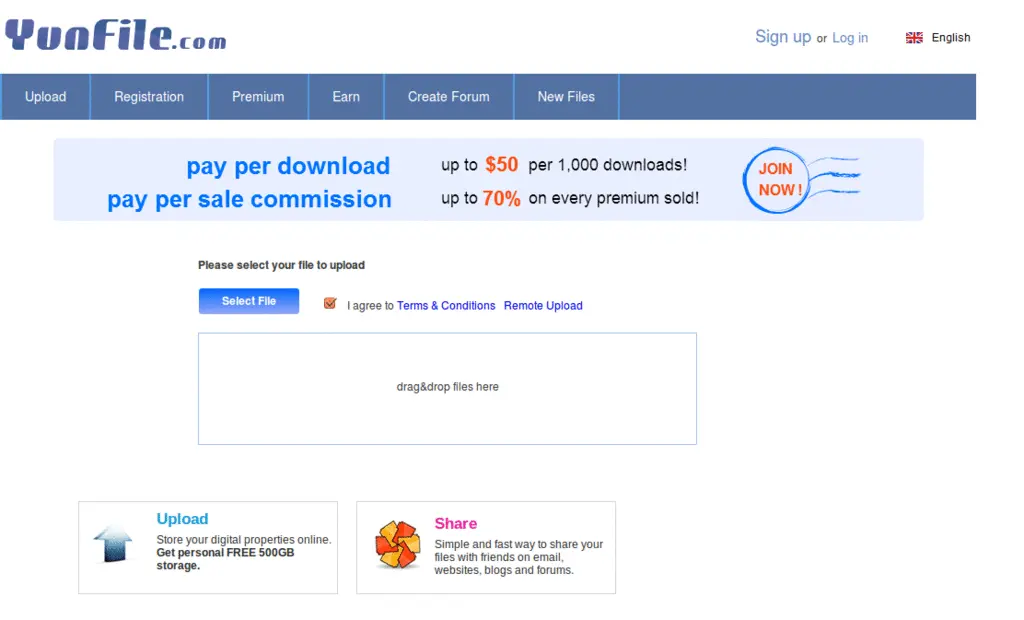 YunFile.com
Sign up or Log in
English
Upload
Registration
Premium
Earn
Create Forum
New Files
pay per download
up to $50 per 1,000 downloads!
pay per sale commission
up to 70% on every premium sold!
JOIN
NOW !
Please select your file to upload
Select File
I agree to Terms & Conditions Remote Upload
drag&drop files here
Upload
Store your digital properties online.
Get personal FREE 500GB
storage.
Share
Simple and fast way to share your
files with friends on email,
websites, blogs and forums.